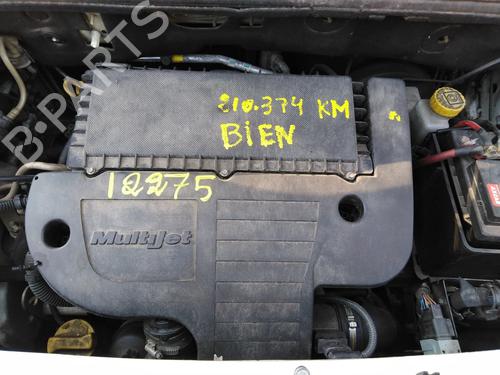 B-PARTS
210.374 KM
BIEN
12275
MultiJet